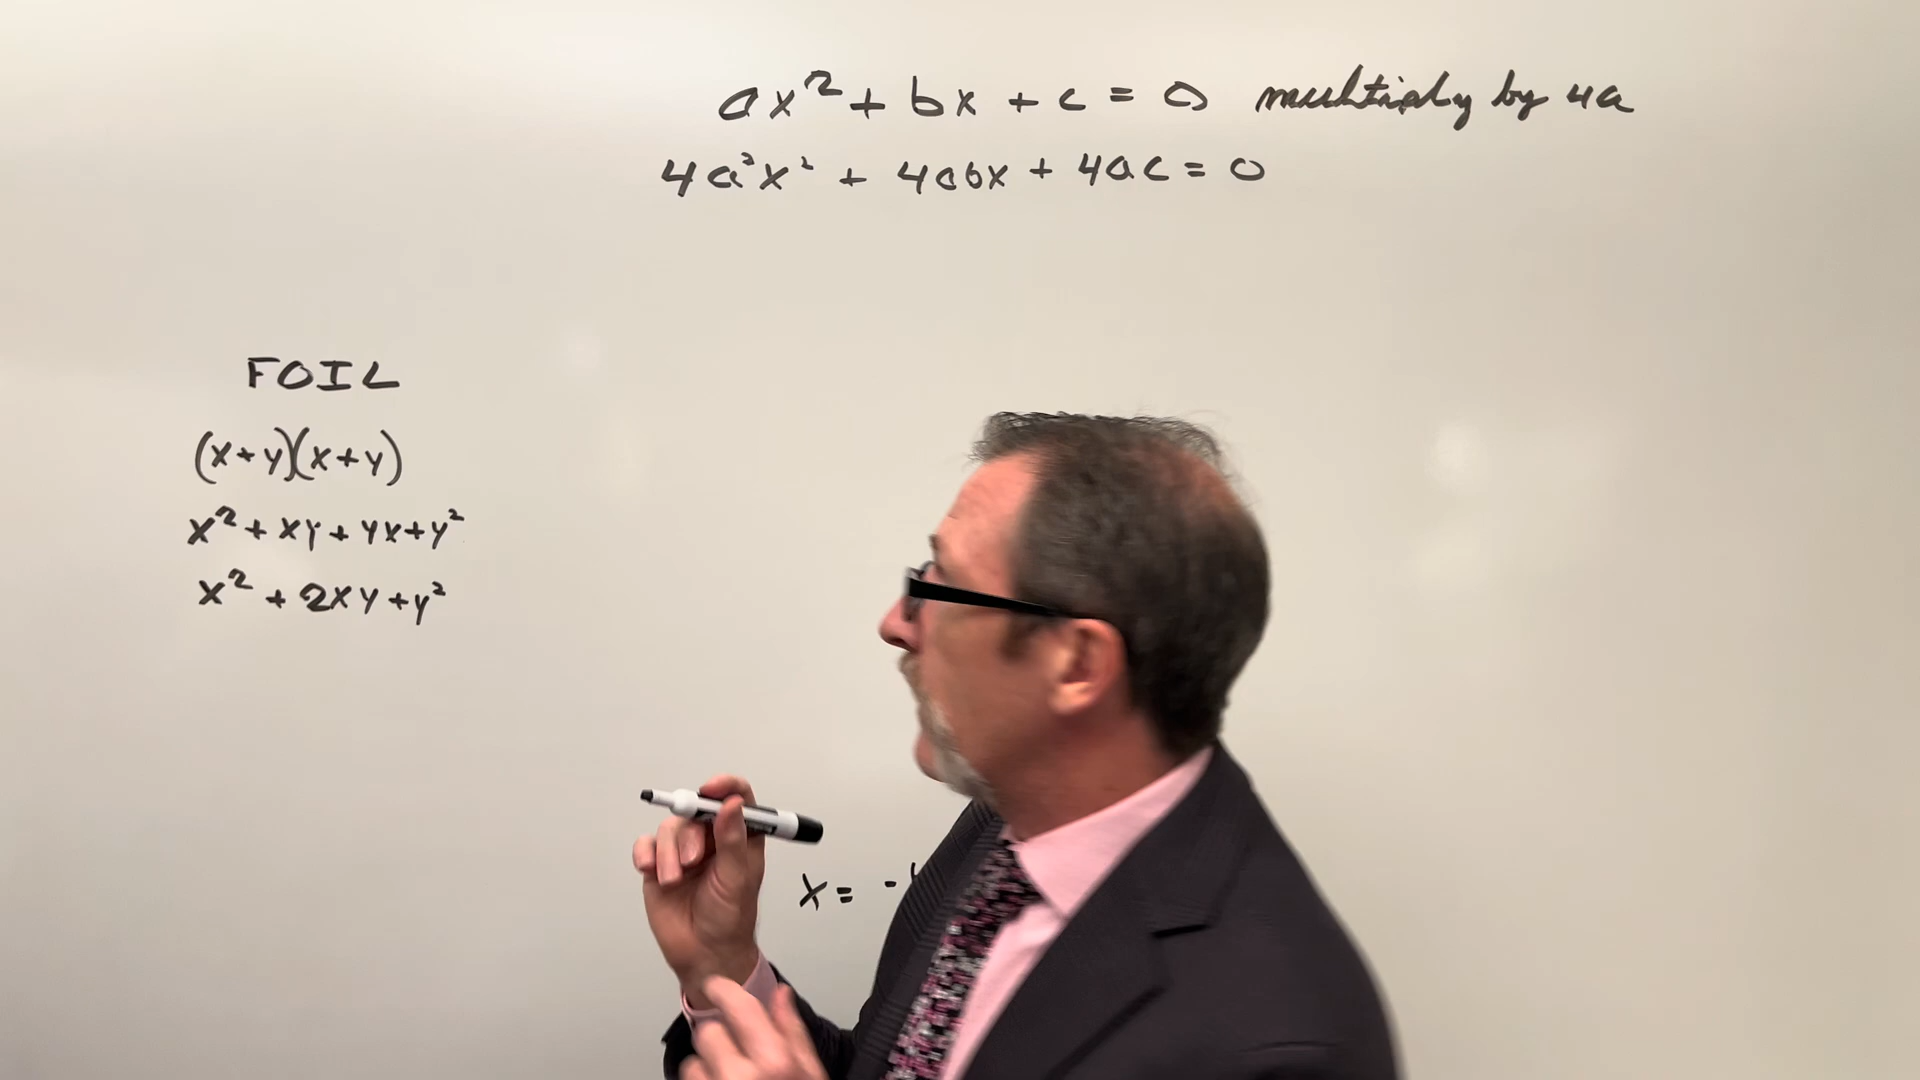 ax² + bx + c = 0 multiply by 4a
4a²x² + 4abx + 4ac = 0
FOIL
(x+y)(x+y)
x² + xy + yx + y²
x² + 2xy + y²
x = -